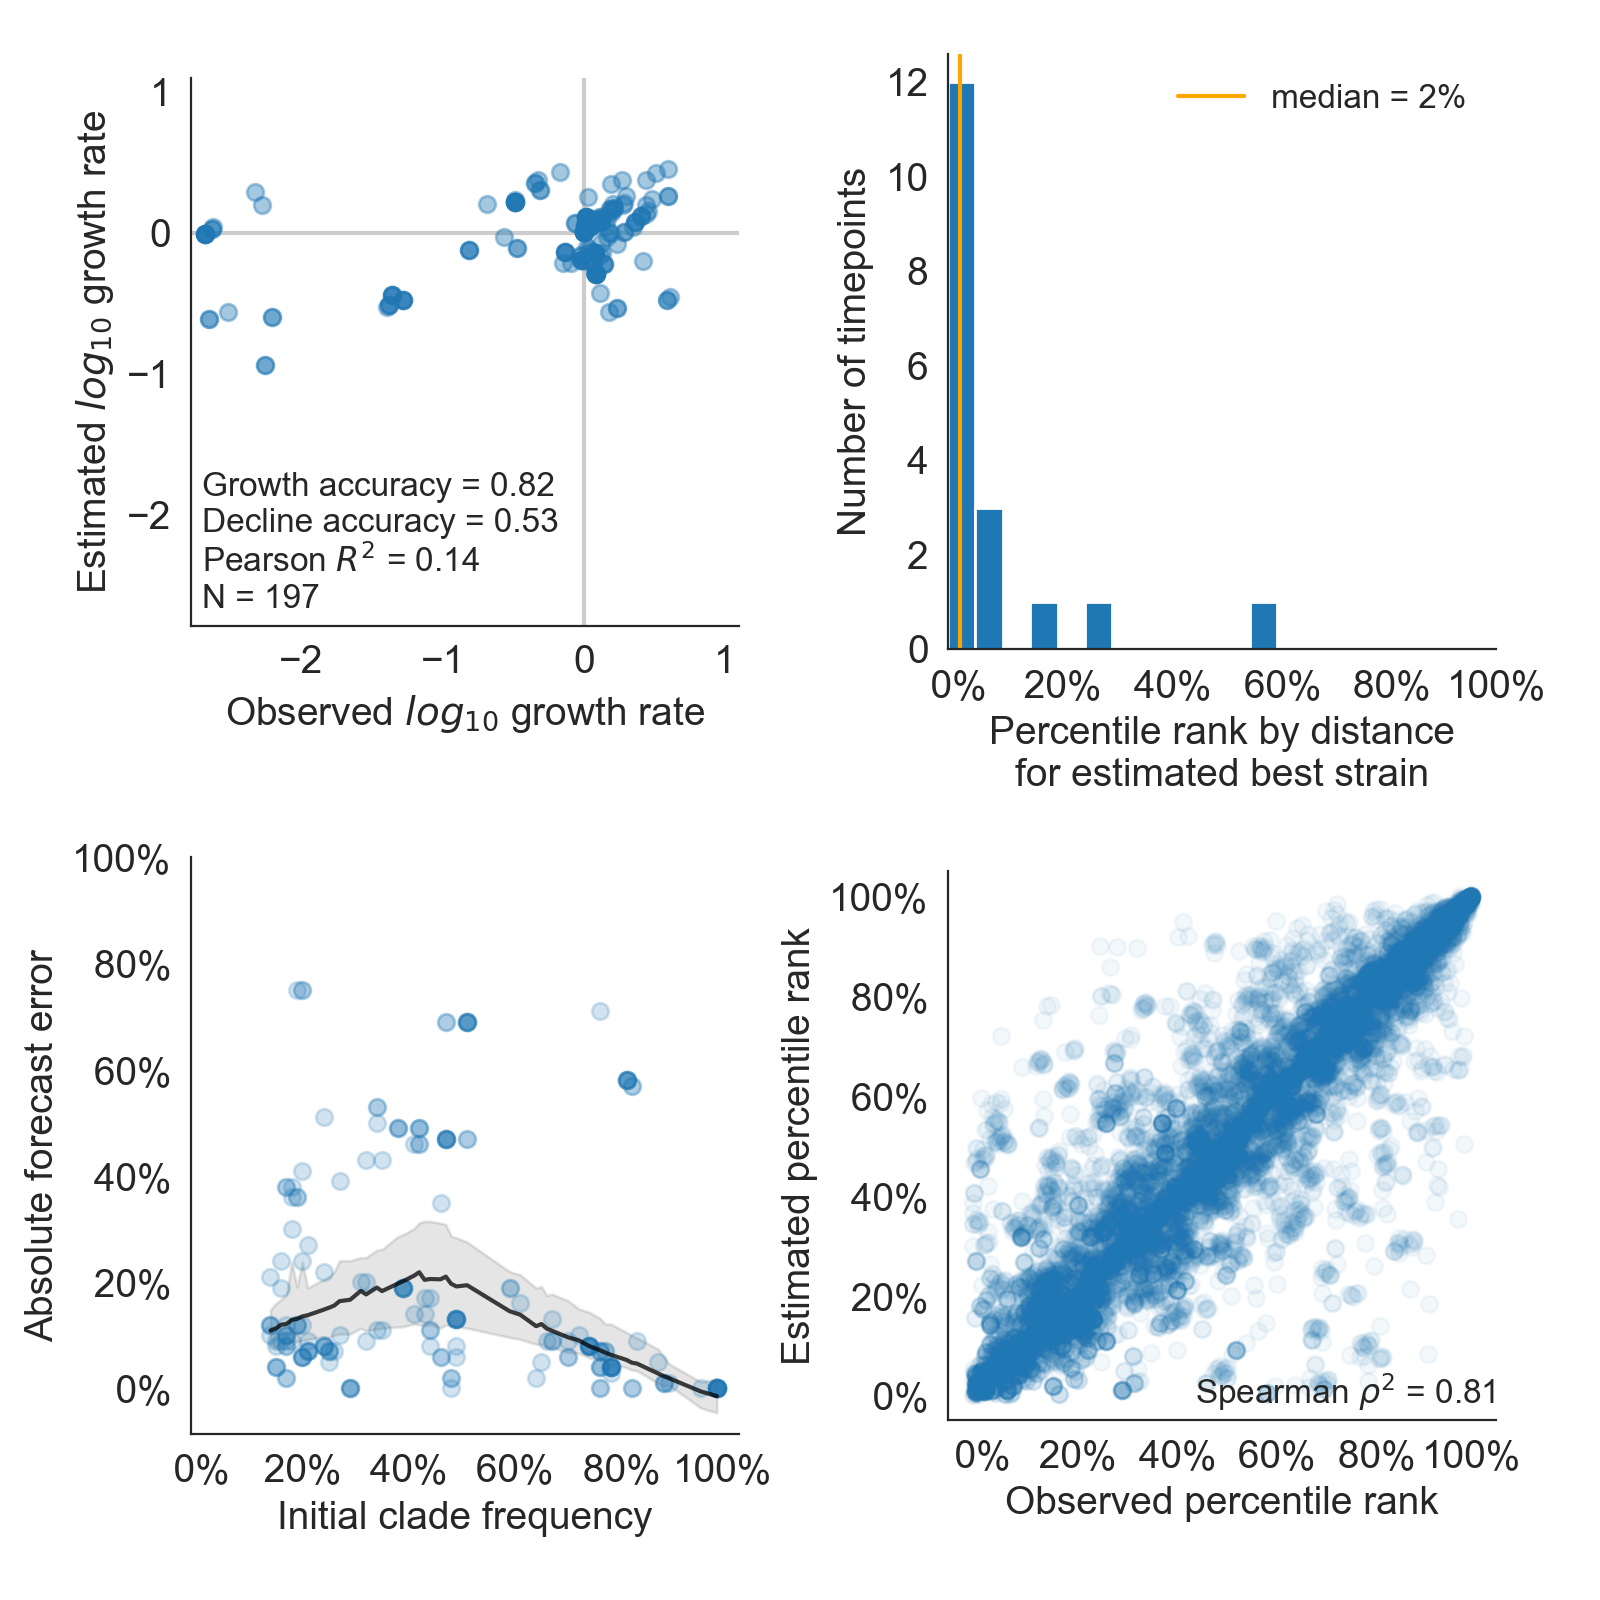 1
0
−1
−2
Estimated log10 growth rate
Growth accuracy = 0.82
Decline accuracy = 0.53
Pearson R² = 0.14
N = 197
−2 −1 0 1
Observed log10 growth rate
12
10
8
6
4
2
0
Number of timepoints
median = 2%
0% 20% 40% 60% 80% 100%
Percentile rank by distance
for estimated best strain
100%
80%
60%
40%
20%
0%
Absolute forecast error
0% 20% 40% 60% 80% 100%
Initial clade frequency
100%
80%
60%
40%
20%
0%
Estimated percentile rank
Spearman ρ² = 0.81
0% 20% 40% 60% 80% 100%
Observed percentile rank